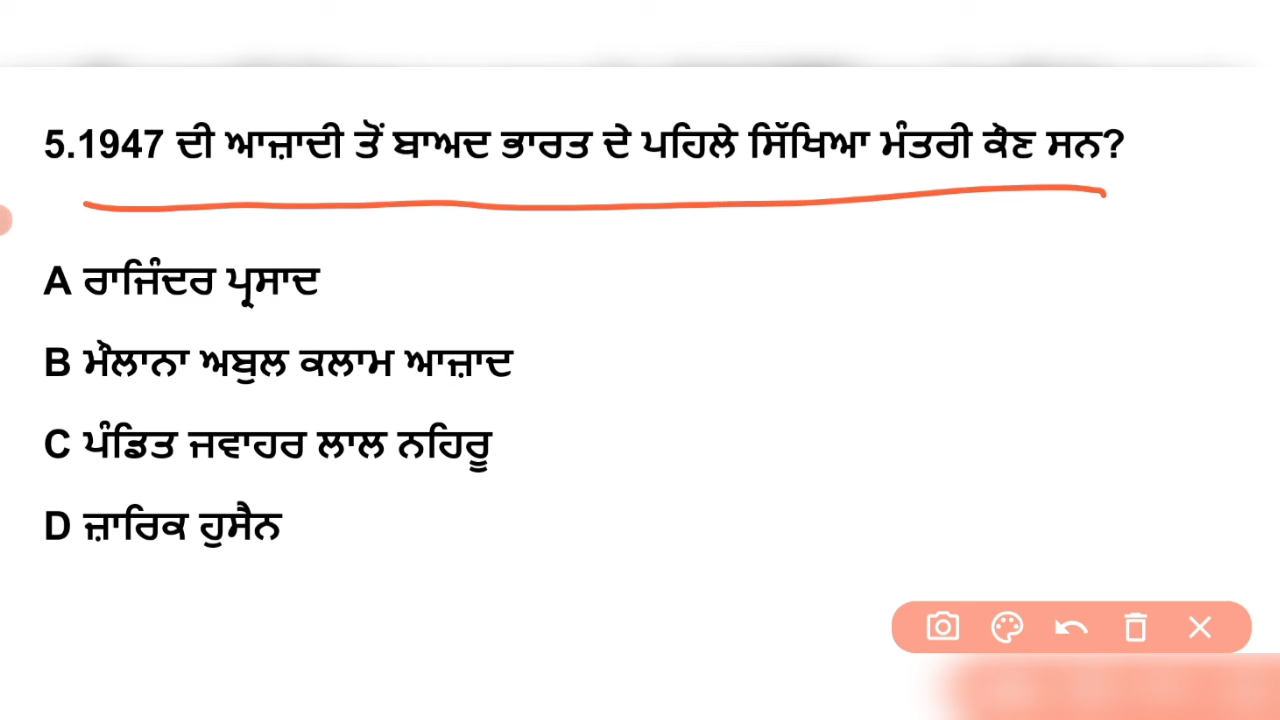 5.1947 ਦੀ ਆਜ਼ਾਦੀ ਤੋਂ ਬਾਅਦ ਭਾਰਤ ਦੇ ਪਹਿਲੇ ਸਿੱਖਿਆ ਮੰਤਰੀ ਕੌਣ ਸਨ?
A ਰਾਜਿੰਦਰ ਪ੍ਰਸਾਦ
B ਮੌਲਾਨਾ ਅਬੁਲ ਕਲਾਮ ਆਜ਼ਾਦ
C ਪੰਡਿਤ ਜਵਾਹਰ ਲਾਲ ਨਹਿਰੂ
D ਜ਼ਾਰਿਕ ਹੁਸੈਨ